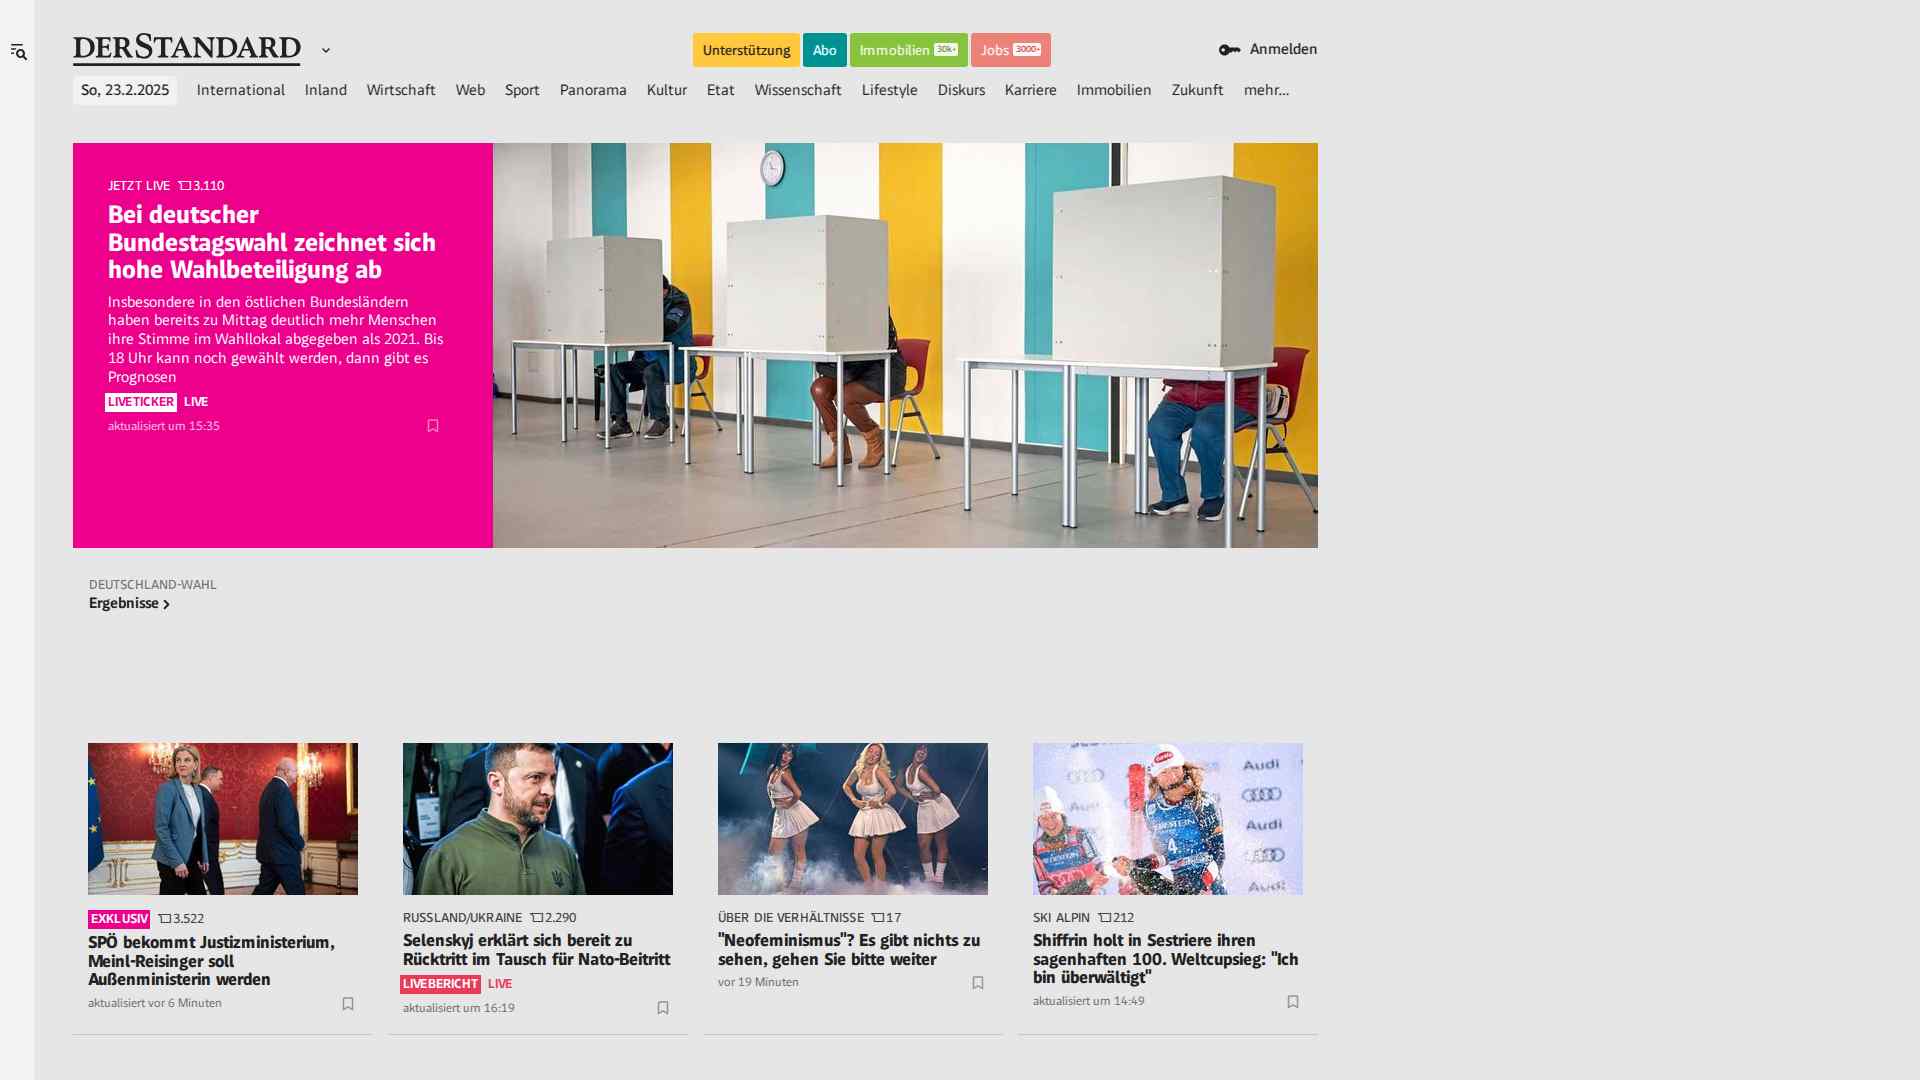 DERSTANDARD
Unterstützung
Abo
Immobilien 30k+
Jobs 3000+
Anmelden
So, 23.2.2025
International
Inland
Wirtschaft
Web
Sport
Panorama
Kultur
Etat
Wissenschaft
Lifestyle
Diskurs
Karriere
Immobilien
Zukunft
mehr...
JETZT LIVE 3.110
Bei deutscher
Bundestagswahl zeichnet sich
hohe Wahlbeteiligung ab
Insbesondere in den östlichen Bundesländern
haben bereits zu Mittag deutlich mehr Menschen
ihre Stimme im Wahllokal abgegeben als 2021. Bis
18 Uhr kann noch gewählt werden, dann gibt es
Prognosen
LIVETICKER LIVE
aktualisiert um 15:35
DEUTSCHLAND-WAHL
Ergebnisse
EXKLUSIV 3.522
SPÖ bekommt Justizministerium,
Meinl-Reisinger soll
Außenministerin werden
aktualisiert vor 6 Minuten
RUSSLAND/UKRAINE 2.290
Selenskyj erklärt sich bereit zu
Rücktritt im Tausch für Nato-Beitritt
LIVEBERICHT LIVE
aktualisiert um 16:19
ÜBER DIE VERHÄLTNISSE 17
"Neofeminismus"? Es gibt nichts zu
sehen, gehen Sie bitte weiter
vor 19 Minuten
Audi
Audi
Audi
4
SKI ALPIN 212
Shiffrin holt in Sestriere ihren
sagenhaften 100. Weltcupsieg: "Ich
bin überwältigt"
aktualisiert um 14:49